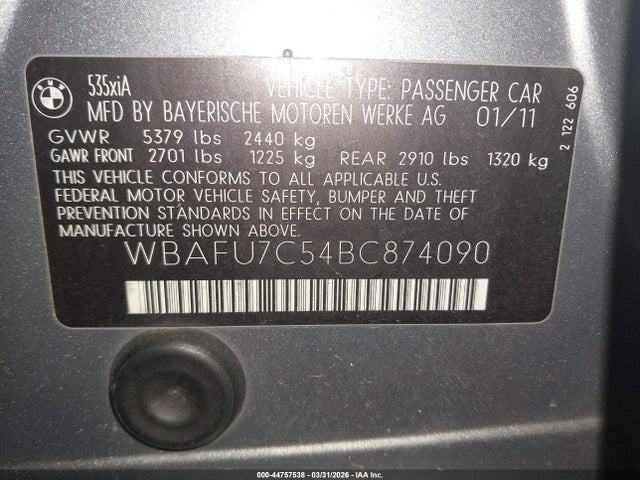 BMW
535xiA VEHICLE TYPE: PASSENGER CAR
MFD BY BAYERISCHE MOTOREN WERKE AG 01/11
GVWR 5379 lbs 2440 kg
GAWR FRONT 2701 lbs 1225 kg REAR 2910 lbs 1320 kg
THIS VEHICLE CONFORMS TO ALL APPLICABLE U.S.
FEDERAL MOTOR VEHICLE SAFETY, BUMPER AND THEFT
PREVENTION STANDARDS IN EFFECT ON THE DATE OF
MANUFACTURE SHOWN ABOVE:
WBAFU7C54BC874090
2 122 606
000-44757538 - 03/31/2026 - IAA Inc.